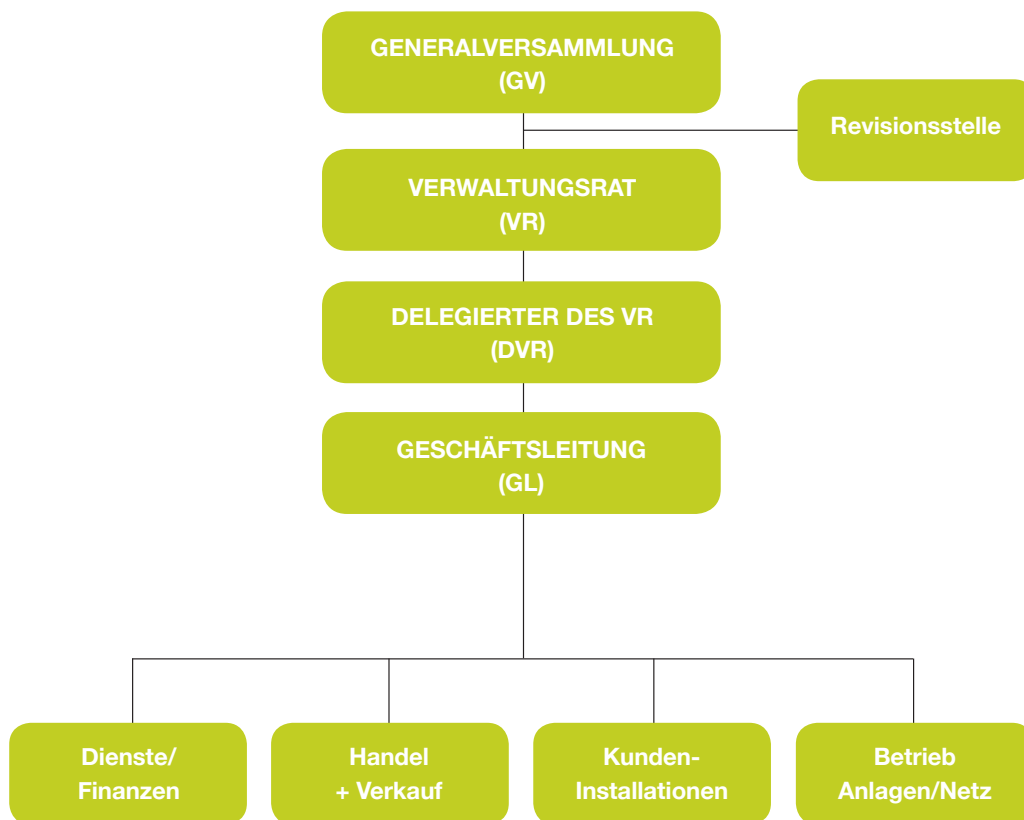 GENERALVERSAMMLUNG
(GV)
Revisionsstelle
VERWALTUNGSRAT
(VR)
DELEGIERTER DES VR
(DVR)
GESCHÄFTSLEITUNG
(GL)
Dienste/
Finanzen
Handel
+ Verkauf
Kunden-
Installationen
Betrieb
Anlagen/Netz